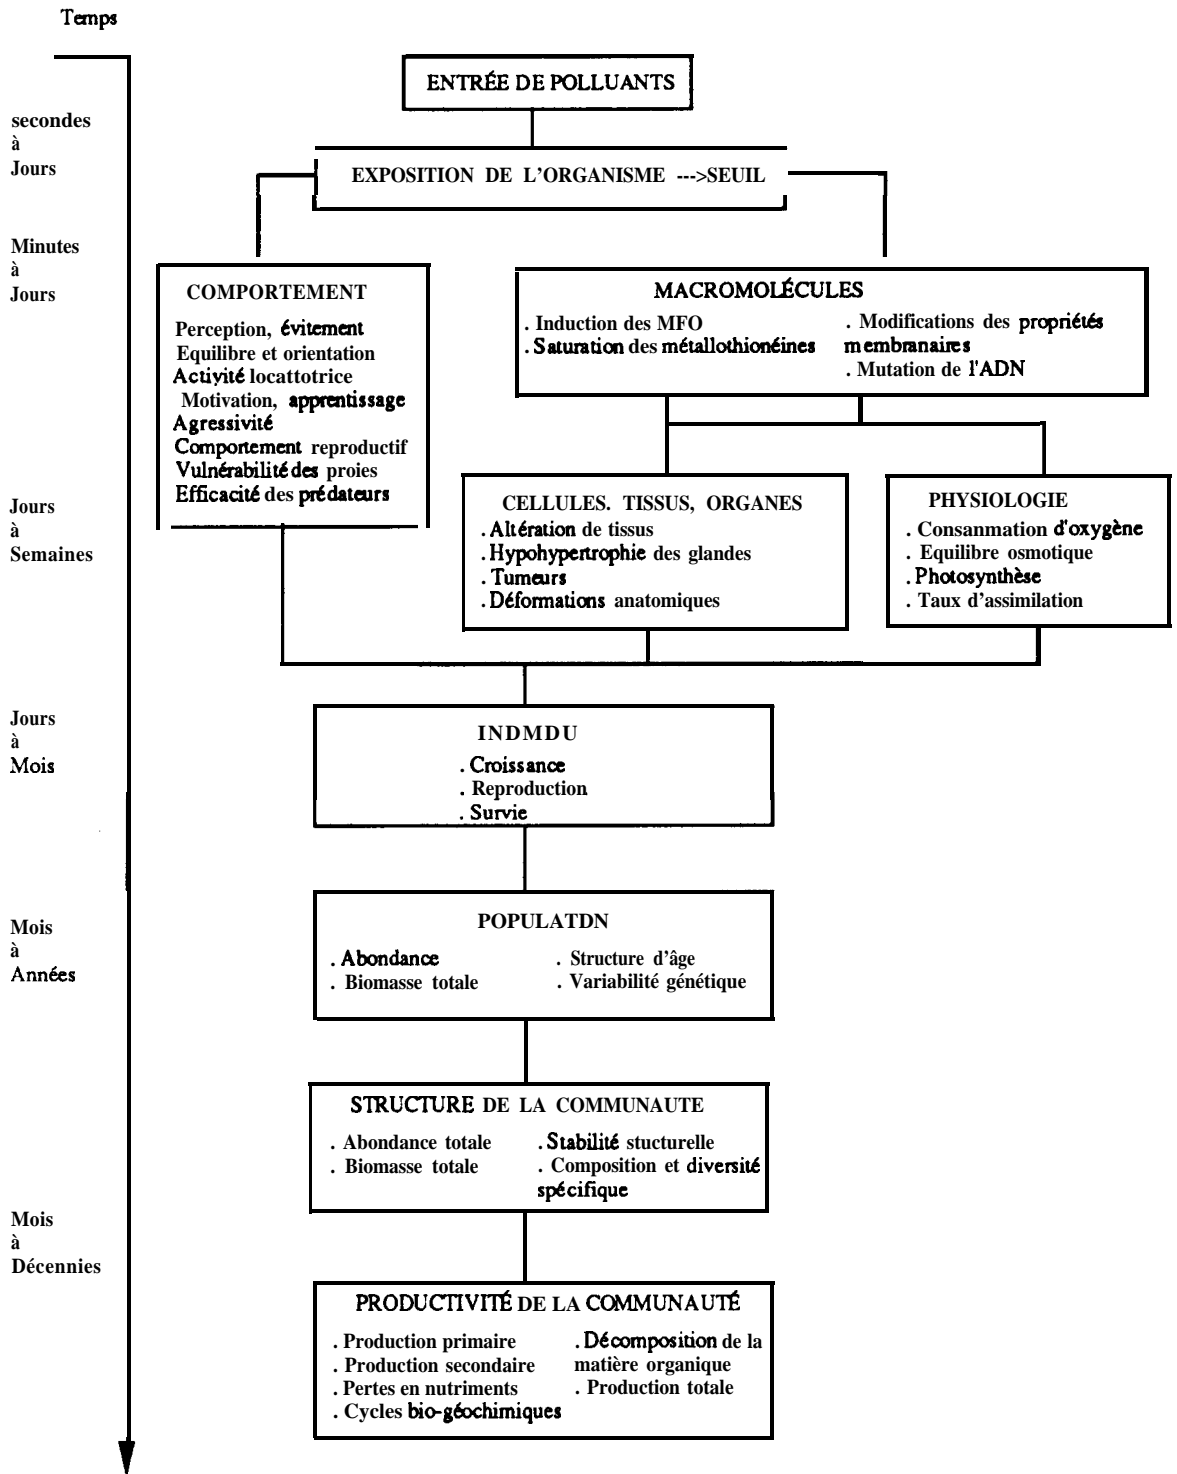 Temps
ENTRÉE DE POLLUANTS
secondes
à
Jours
EXPOSITION DE L'ORGANISME --->SEUIL
Minutes
à
Jours
COMPORTEMENT
Perception, évitement
Equilibre et orientation
Activité locattotrice
Motivation, apprentissage
Agressivité
Comportement reproductif
Vulnérabilité des proies
Efficacité des prédateurs
MACROMOLÉCULES
. Induction des MFO
. Saturation des métallothionéines
. Modifications des propriétés
membranaires
. Mutation de l'ADN
Jours
à
Semaines
CELLULES. TISSUS, ORGANES
. Altération de tissus
. Hypohypertrophie des glandes
. Tumeurs
. Déformations anatomiques
PHYSIOLOGIE
. Consanmation d'oxygène
. Equilibre osmotique
. Photosynthèse
. Taux d'assimilation
Jours
à
Mois
INDMDU
. Croissance
. Reproduction
. Survie
Mois
à
Années
POPULATDN
. Abondance
. Biomasse totale
. Structure d'âge
. Variabilité génétique
STRUCTURE DE LA COMMUNAUTE
. Abondance totale
. Biomasse totale
. Stabilité stucturelle
. Composition et diversité
spécifique
Mois
à
Décennies
PRODUCTIVITÉ DE LA COMMUNAUTÉ
. Production primaire
. Production secondaire
. Pertes en nutriments
. Cycles bio-géochimiques
. Décomposition de la
matière organique
. Production totale